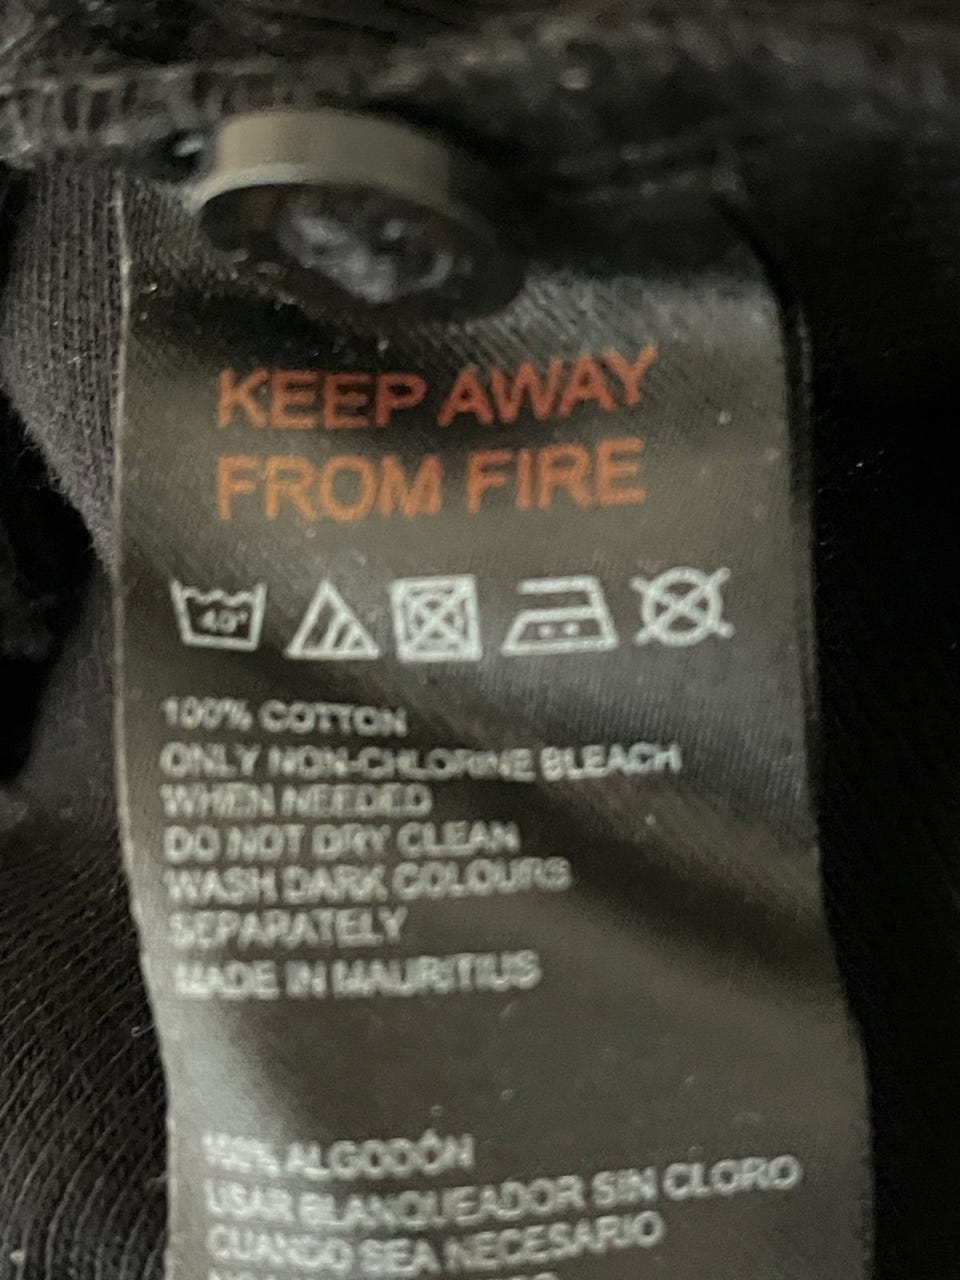 KEEP AWAY
FROM FIRE
40°
100% COTTON
ONLY NON-CHLORINE BLEACH
WHEN NEEDED
DO NOT DRY CLEAN
WASH DARK COLOURS
SEPARATELY
MADE IN MAURITIUS
100% ALGODÓN
USAR BLANQUEADOR SIN CLORO
CUANDO SEA NECESARIO